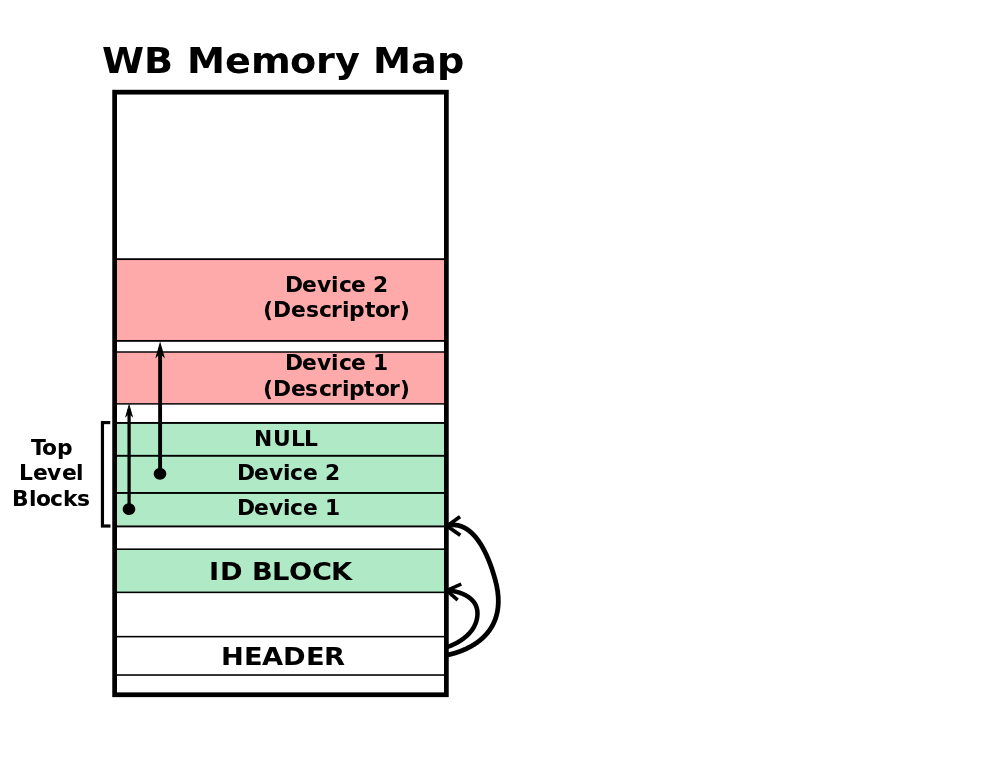 WB Memory Map
Device 2
(Descriptor)
Device 1
(Descriptor)
Top
Level
Blocks
NULL
Device 2
Device 1
ID BLOCK
HEADER